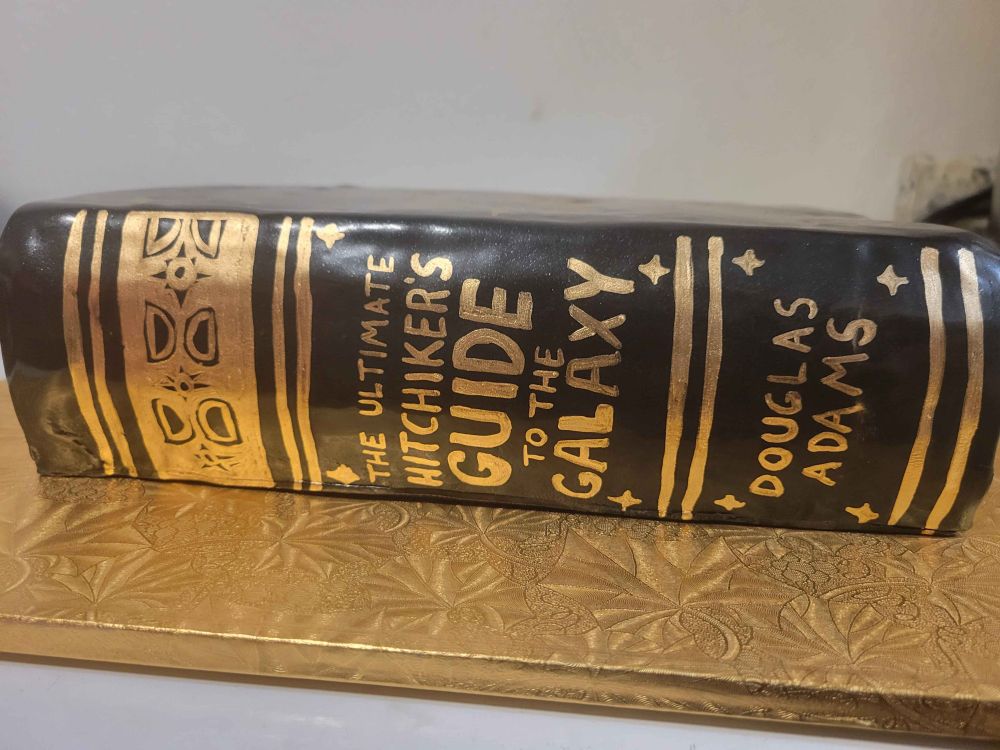 THE ULTIMATE
HITCHIKER'S
GUIDE
TO THE
GALAXY
DOUGLAS
ADAMS